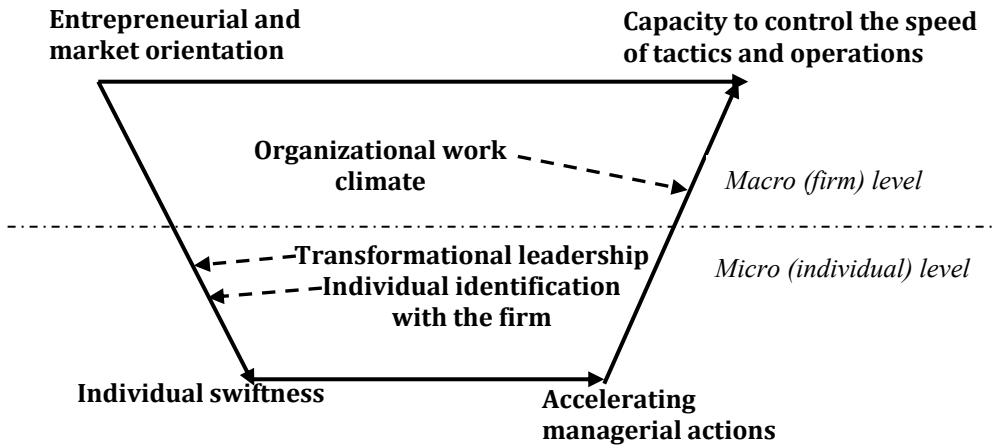 Entrepreneurial and
market orientation
Capacity to control the speed
of tactics and operations
Organizational work
climate
Macro (firm) level
Transformational leadership
Individual identification
with the firm
Micro (individual) level
Individual swiftness
Accelerating
managerial actions